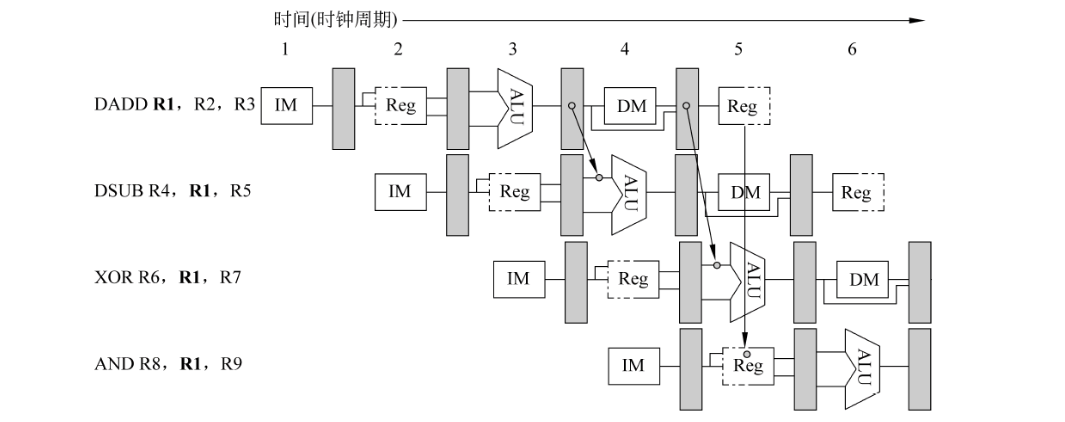 时间(时钟周期)
1 2 3 4 5 6
DADD R1，R2，R3 IM Reg ALU DM Reg
DSUB R4，R1，R5 IM Reg ALU DM Reg
XOR R6，R1，R7 IM Reg ALU DM
AND R8，R1，R9 IM Reg ALU